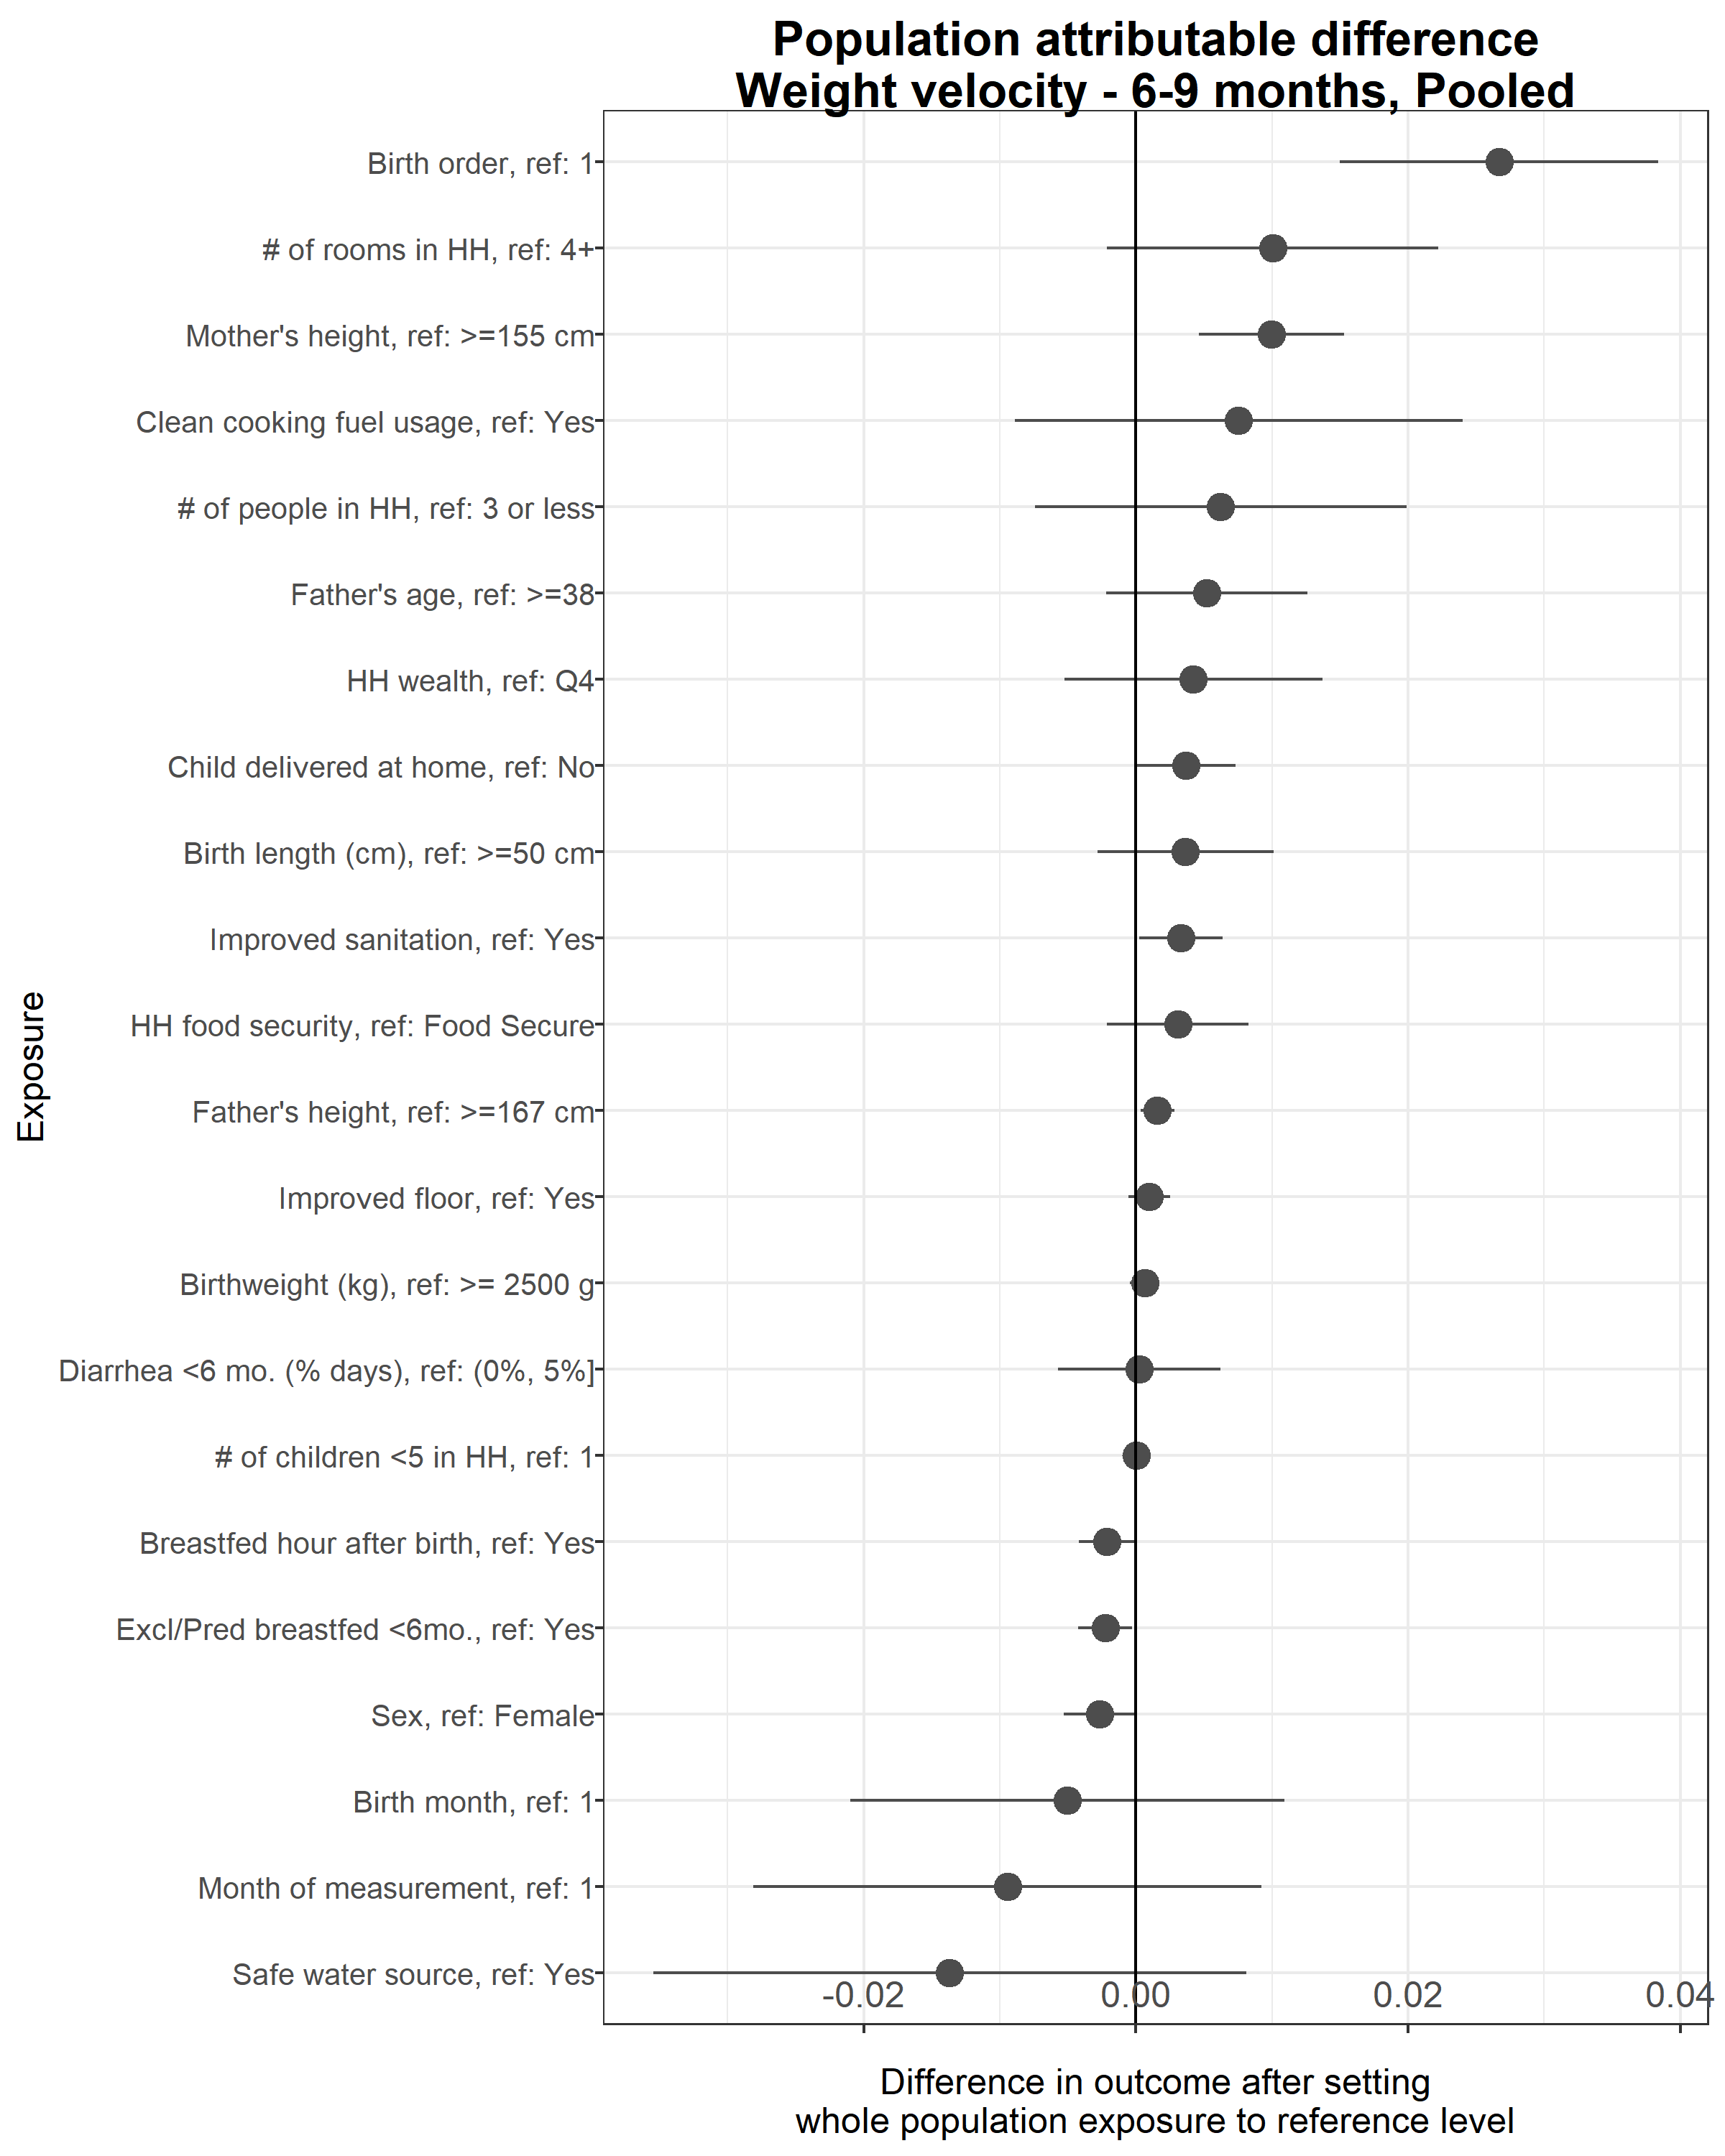 Population attributable difference
Weight velocity - 6-9 months, Pooled
Birth order, ref: 1
# of rooms in HH, ref: 4+
Mother's height, ref: >=155 cm
Clean cooking fuel usage, ref: Yes
# of people in HH, ref: 3 or less
Father's age, ref: >=38
HH wealth, ref: Q4
Child delivered at home, ref: No
Birth length (cm), ref: >=50 cm
Improved sanitation, ref: Yes
HH food security, ref: Food Secure
Father's height, ref: >=167 cm
Improved floor, ref: Yes
Birthweight (kg), ref: >= 2500 g
Diarrhea <6 mo. (% days), ref: (0%, 5%]
# of children <5 in HH, ref: 1
Breastfed hour after birth, ref: Yes
Excl/Pred breastfed <6mo., ref: Yes
Sex, ref: Female
Birth month, ref: 1
Month of measurement, ref: 1
Safe water source, ref: Yes
Exposure
-0.02 0.00 0.02 0.04
Difference in outcome after setting
whole population exposure to reference level